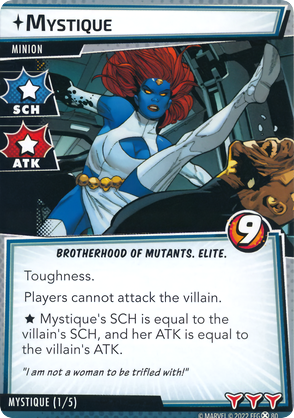 MYSTIQUE
MINION
SCH
ATK
9
BROTHERHOOD OF MUTANTS. ELITE.
Toughness.
Players cannot attack the villain.
★ Mystique's SCH is equal to the
villain's SCH, and her ATK is equal to
the villain's ATK.
"I am not a woman to be trifled with!"
MYSTIQUE (1/5)
© MARVEL © 2022 FFG 80